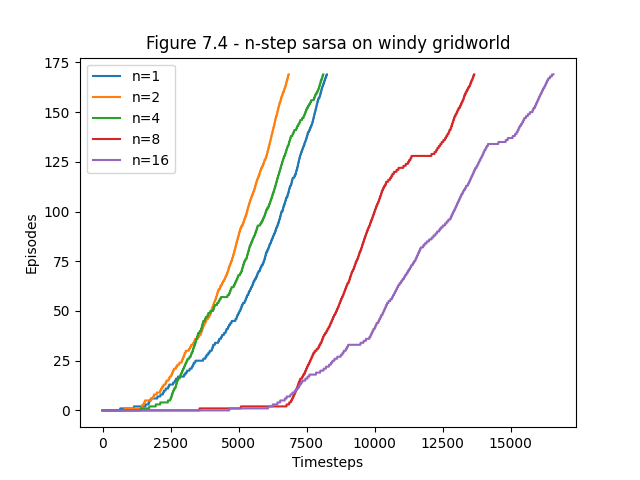 Figure 7.4 - n-step sarsa on windy gridworld
n=1
n=2
n=4
n=8
n=16
Episodes
175
150
125
100
75
50
25
0
0 2500 5000 7500 10000 12500 15000
Timesteps